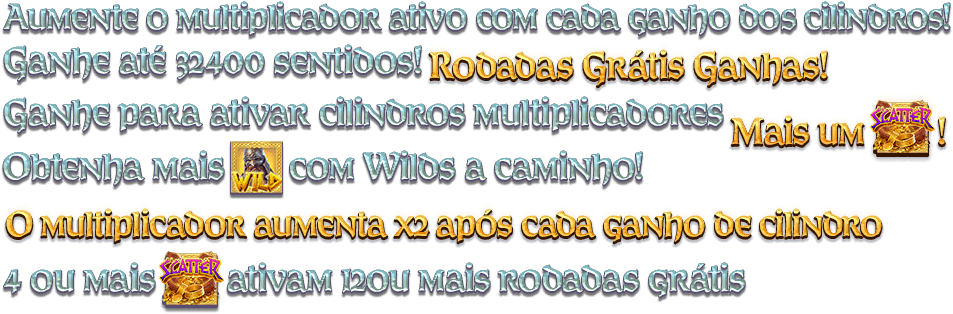 Aumente o multiplicador ativo com cada ganho dos cilindros!
Ganhe até 32400 sentidos!
Rodadas Grátis Ganhas!
Ganhe para ativar cilindros multiplicadores
Mais um SCATTER !
Obtenha mais WILD com Wilds a caminho!
O multiplicador aumenta x2 após cada ganho de cilindro
4 ou mais SCATTER ativam 12ou mais rodadas grátis